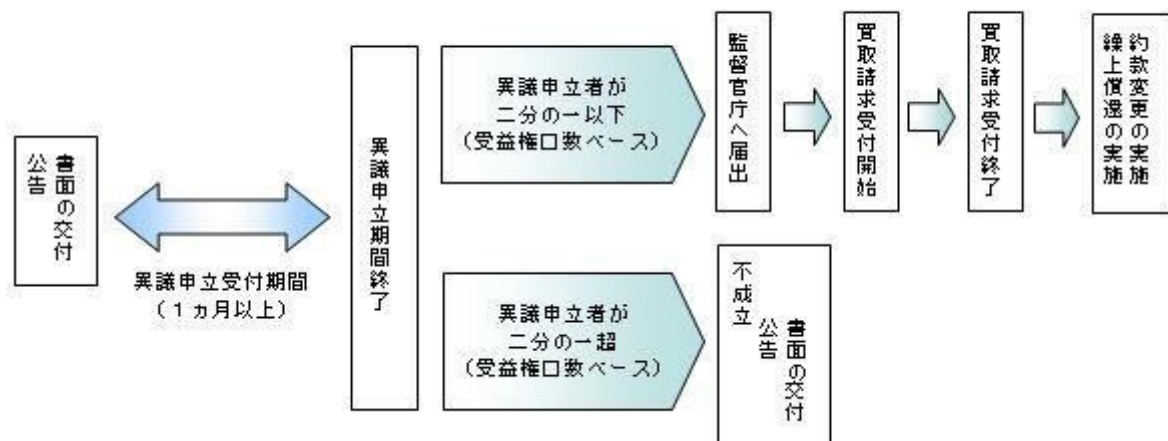 書面の交付
公告
異議申立受付期間
（１ヵ月以上）
異議申立期間終了
異議申立者が
二分の一以下
（受益権口数ベース）
監督官庁へ届出
買取請求受付開始
買取請求受付終了
約款変更の実施
繰上償還の実施
異議申立者が
二分の一超
（受益権口数ベース）
不成立
書面の交付
公告